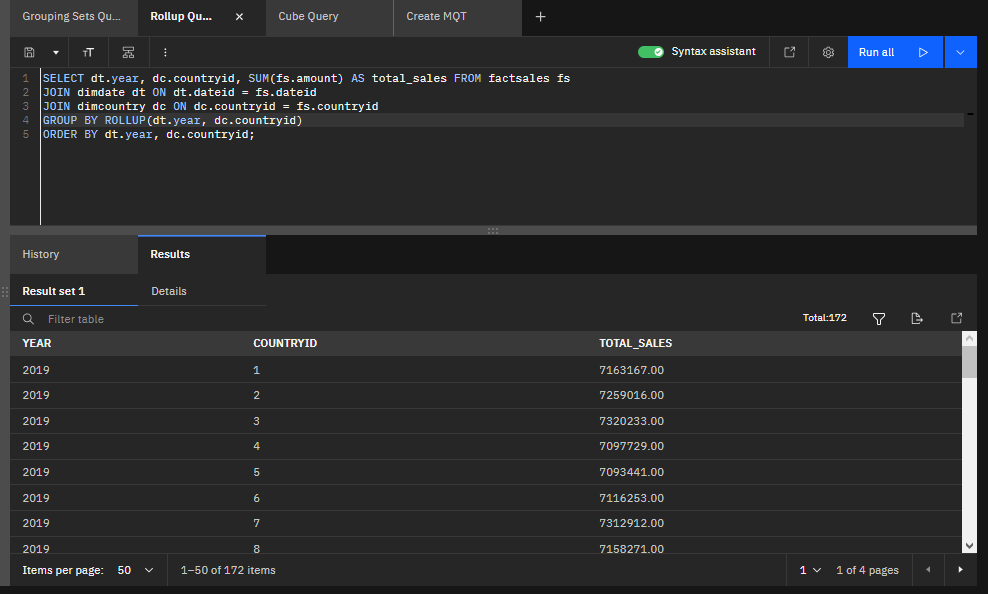 Grouping Sets Qu... Rollup Qu... × Cube Query Create MQT +
тT Syntax assistant Run all
1 SELECT dt.year, dc.countryid, SUM(fs.amount) AS total_sales FROM factsales fs
2 JOIN dimdate dt ON dt.dateid = fs.dateid
3 JOIN dimcountry dc ON dc.countryid = fs.countryid
4 GROUP BY ROLLUP(dt.year, dc.countryid)
5 ORDER BY dt.year, dc.countryid;
History Results
Result set 1 Details
Filter table Total:172
YEAR COUNTRYID TOTAL_SALES
2019 1 7163167.00
2019 2 7259016.00
2019 3 7320233.00
2019 4 7097729.00
2019 5 7093441.00
2019 6 7116253.00
2019 7 7312912.00
2019 8 7158271.00
Items per page: 50 1–50 of 172 items 1 1 of 4 pages